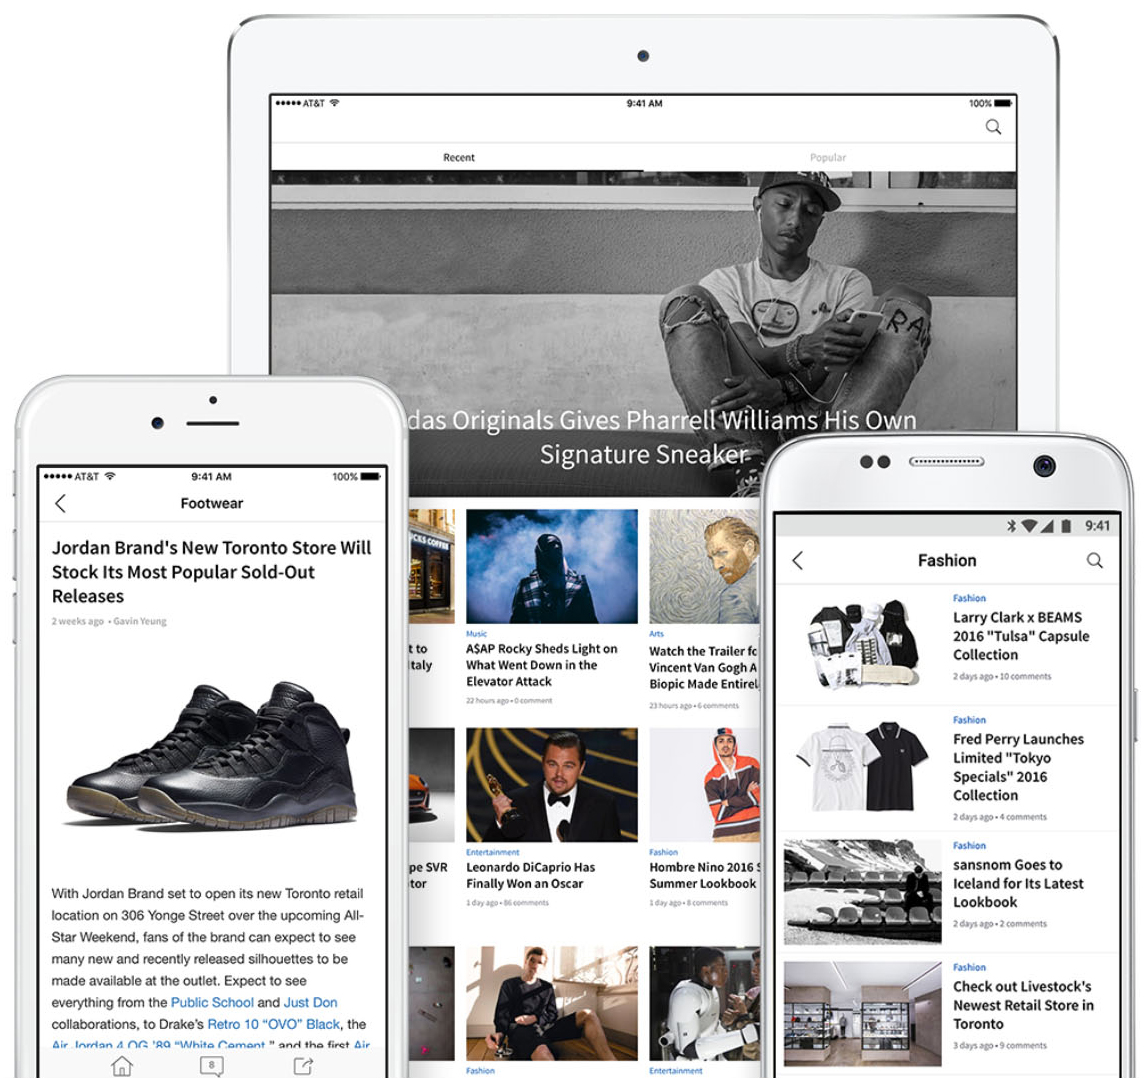 AT&T
9:41 AM
100%
Recent
Popular
das Originals Gives Pharrell Williams His Own
Signature Sneaker
RA
AT&T
9:41 AM
100%
Footwear
Jordan Brand's New Toronto Store Will
Stock Its Most Popular Sold-Out
Releases
2 weeks ago • Gavin Yeung
With Jordan Brand set to open its new Toronto retail
location on 306 Yonge Street over the upcoming All-
Star Weekend, fans of the brand can expect to see
many new and recently released silhouettes to be
made available at the outlet. Expect to see
everything from the Public School and Just Don
collaborations, to Drake's Retro 10 “OVO” Black, the
Air Jordan 4 OG '89 “White Cement,” and the first Air
8
COFFEE
t to
taly
Music
A$AP Rocky Sheds Light on
What Went Down in the
Elevator Attack
22 hours ago • 0 comment
Arts
Watch the Trailer fo
Vincent Van Gogh A
Biopic Made Entirel
23 hours ago • 6 comments
pe SVR
tor
Entertainment
Leonardo DiCaprio Has
Finally Won an Oscar
1 day ago • 86 comments
Fashion
Hombre Nino 2016 S
Summer Lookbook
1 day ago • 8 comments
Fashion
Entertainment
9:41
Fashion
Fashion
Larry Clark x BEAMS
2016 "Tulsa" Capsule
Collection
2 days ago • 10 comments
Fashion
Fred Perry Launches
Limited "Tokyo
Specials" 2016
Collection
2 days ago • 4 comments
Fashion
sansnom Goes to
Iceland for Its Latest
Lookbook
2 days ago • 2 comments
Fashion
Check out Livestock's
Newest Retail Store in
Toronto
3 days ago • 9 comments